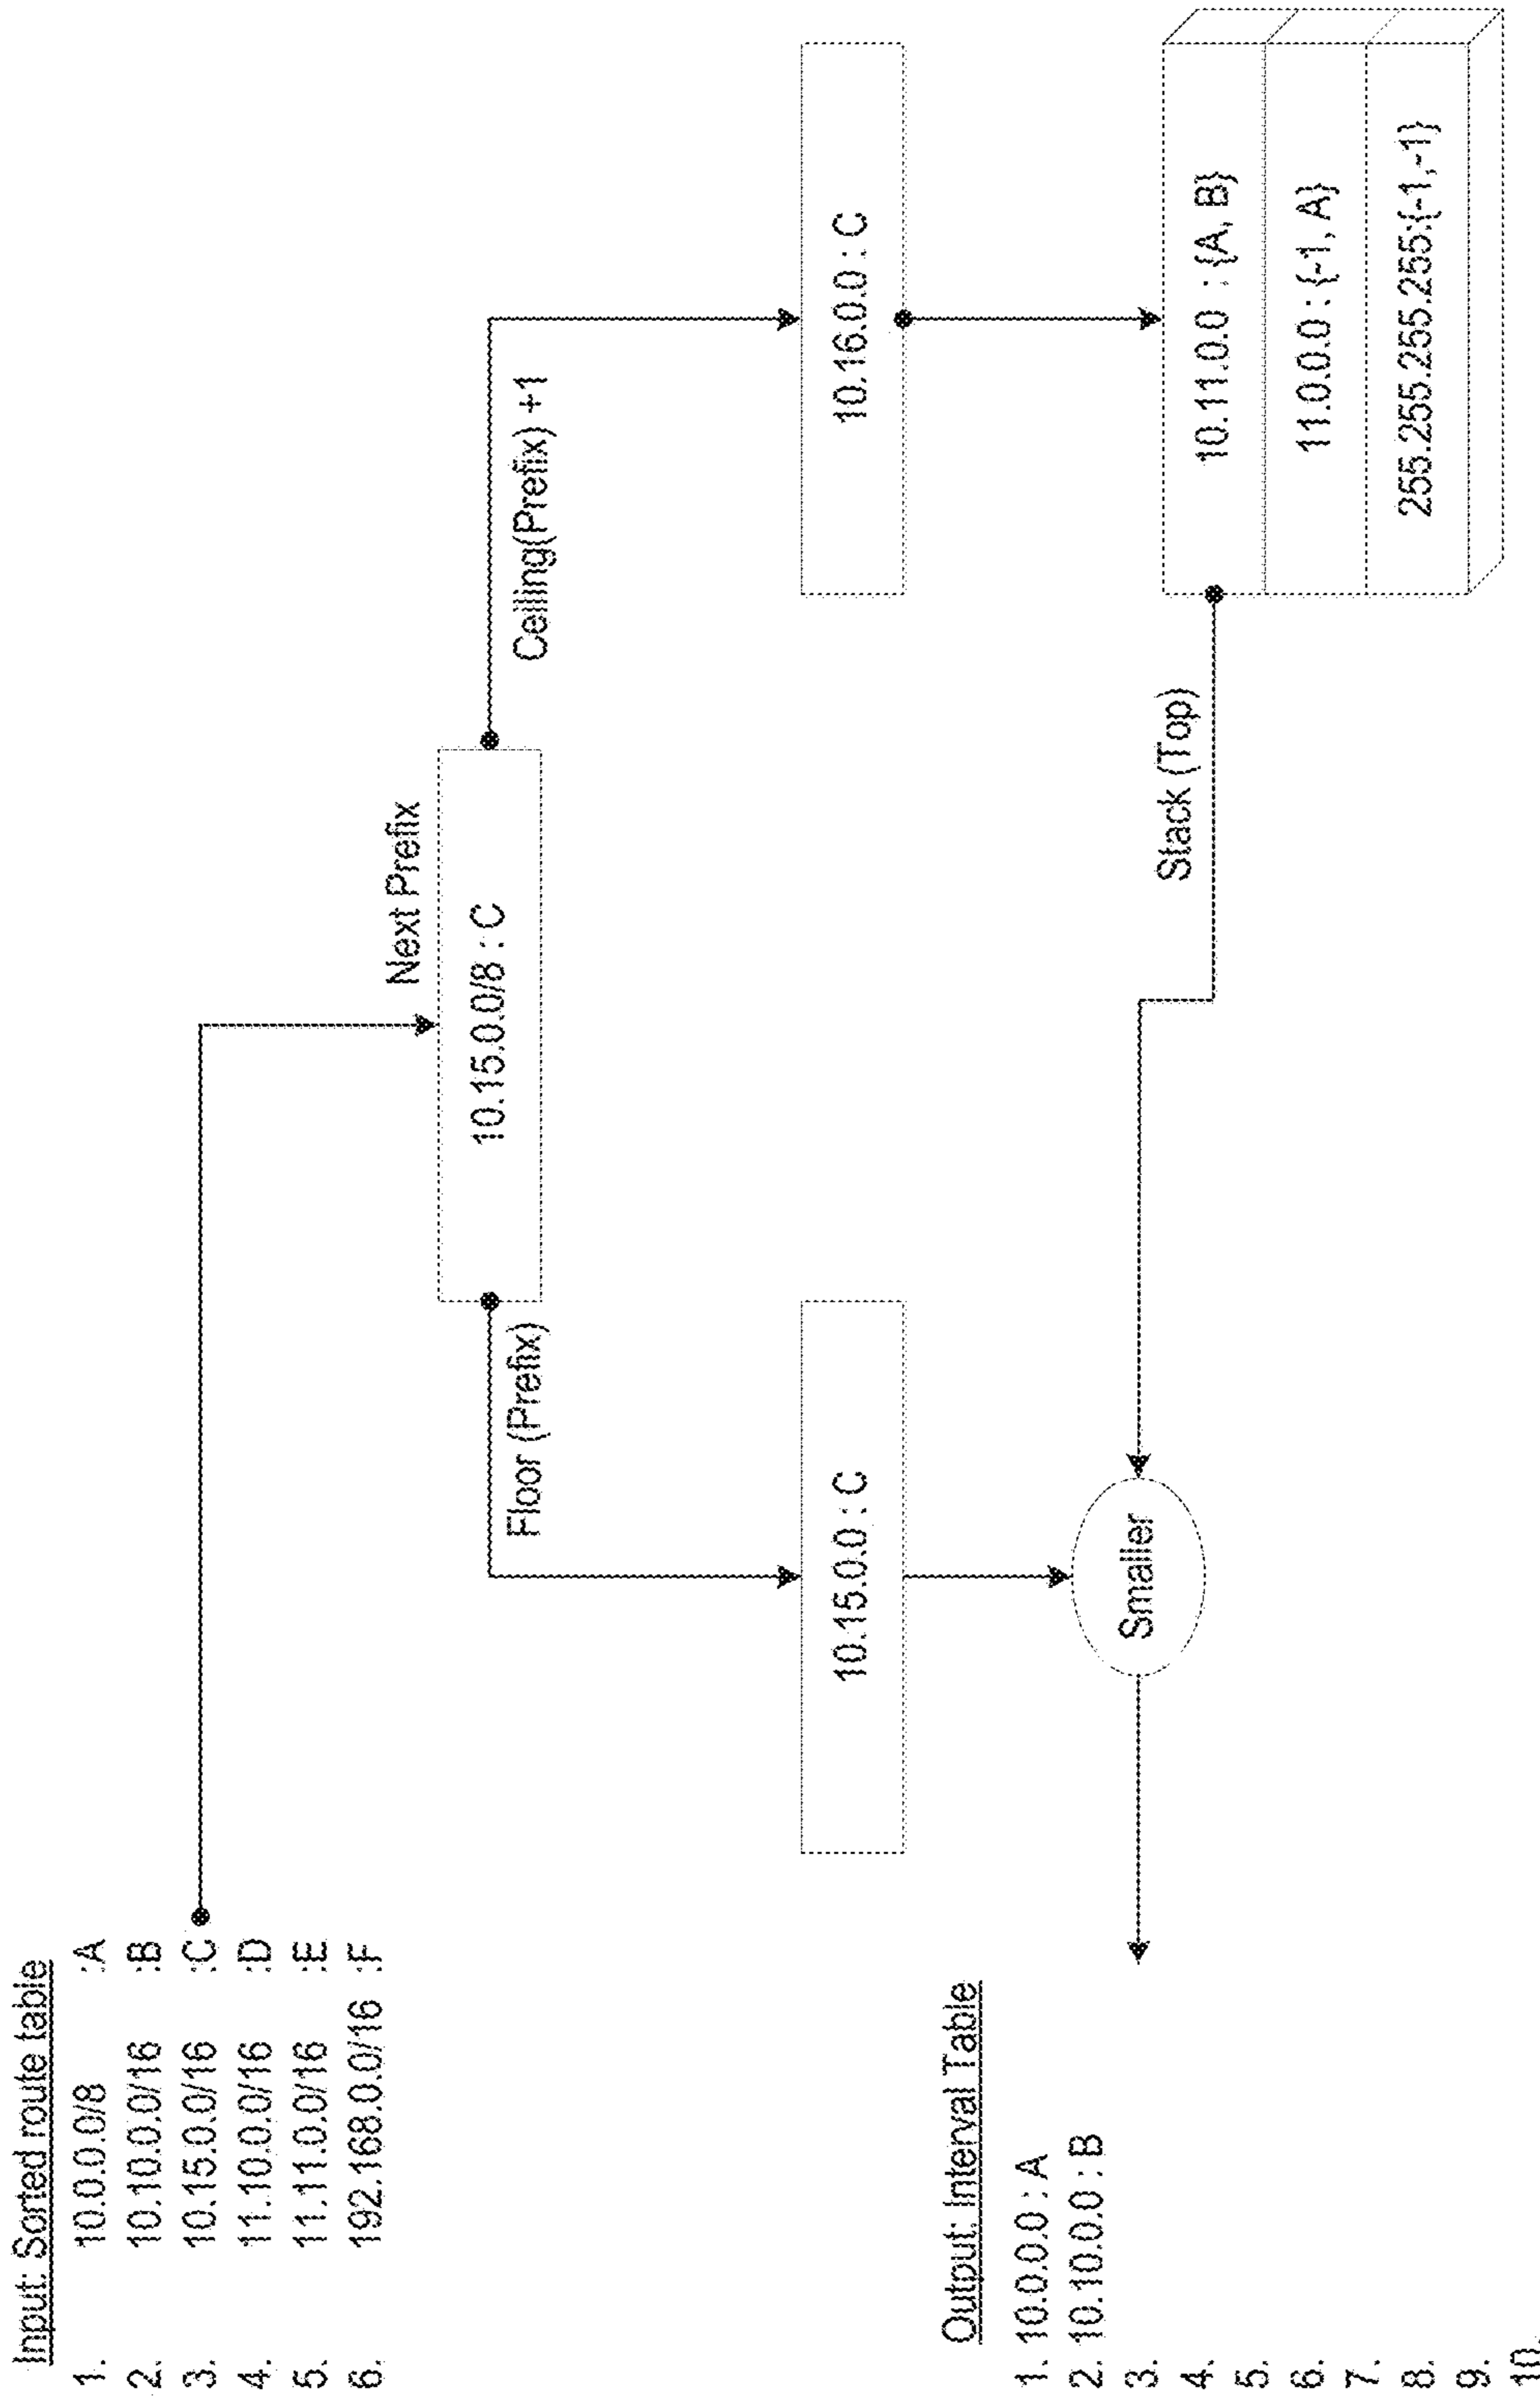 Input: Sorted route table
1. 10.0.0.0/8 :A
2. 10.10.0.0/16 :B
3. 10.15.0.0/16 :C
4. 11.10.0.0/16 :D
5. 11.11.0.0/16 :E
6. 192.168.0.0/16 :F
Next Prefix
10.15.0.0/8 : C
Floor (Prefix)
Ceiling(Prefix) +1
10.15.0.0 : C
10.16.0.0 : C
Smaller
Stack (Top)
10.11.0.0 : {A, B}
11.0.0.0 : {-1, A}
255.255.255.255:{-1,-1}
Output: Interval Table
1. 10.0.0.0 : A
2. 10.10.0.0 : B
3.
4.
5.
6.
7.
8.
9.
10.